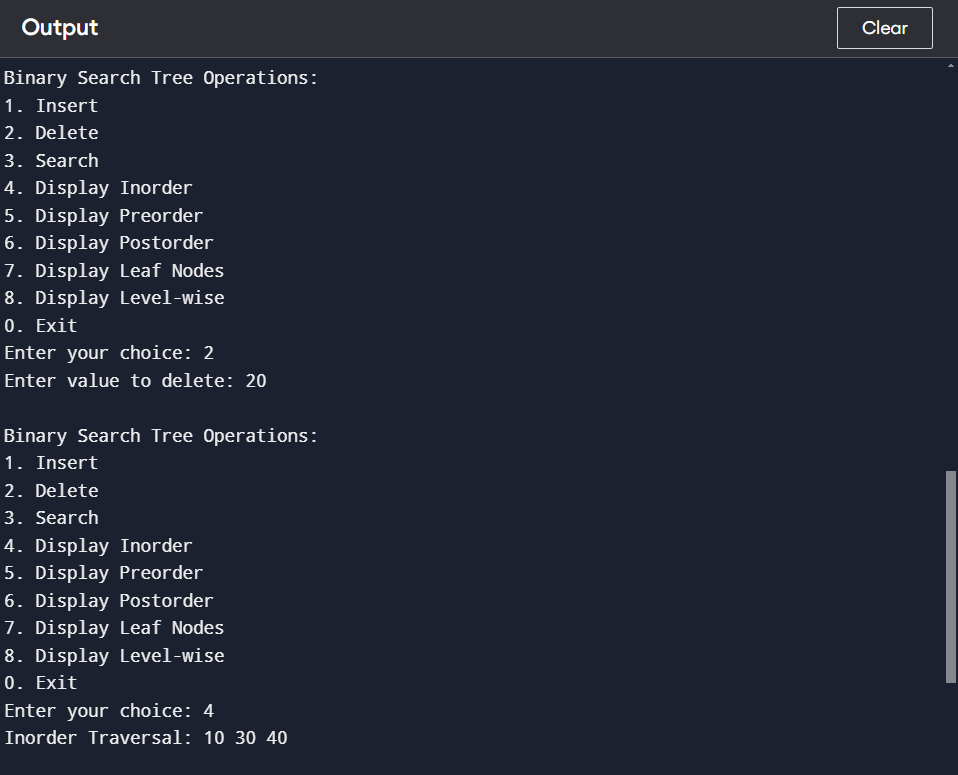 Output
Clear
Binary Search Tree Operations:
1. Insert
2. Delete
3. Search
4. Display Inorder
5. Display Preorder
6. Display Postorder
7. Display Leaf Nodes
8. Display Level-wise
0. Exit
Enter your choice: 2
Enter value to delete: 20
Binary Search Tree Operations:
1. Insert
2. Delete
3. Search
4. Display Inorder
5. Display Preorder
6. Display Postorder
7. Display Leaf Nodes
8. Display Level-wise
0. Exit
Enter your choice: 4
Inorder Traversal: 10 30 40